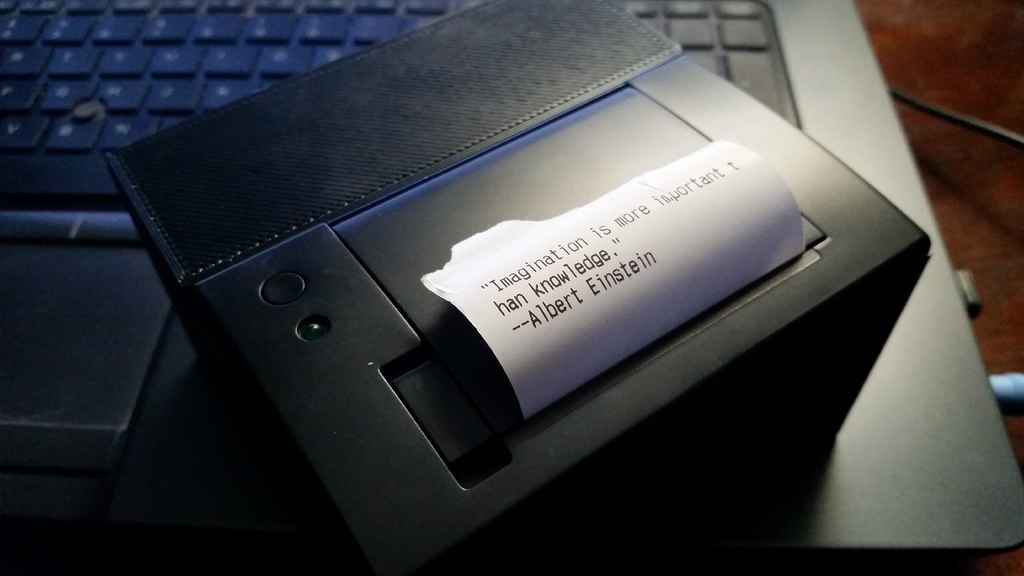 "Imagination is more important t
han knowledge."
--Albert Einstein